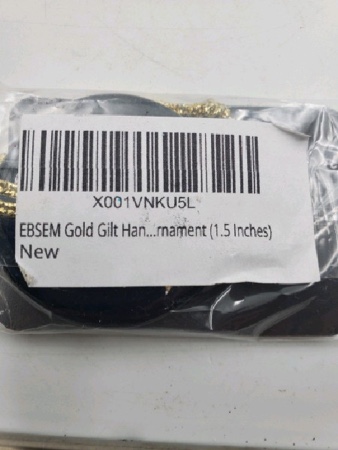 X001VNKU5L
EBSEM Gold Gilt Han...rnament (1.5 Inches)
New